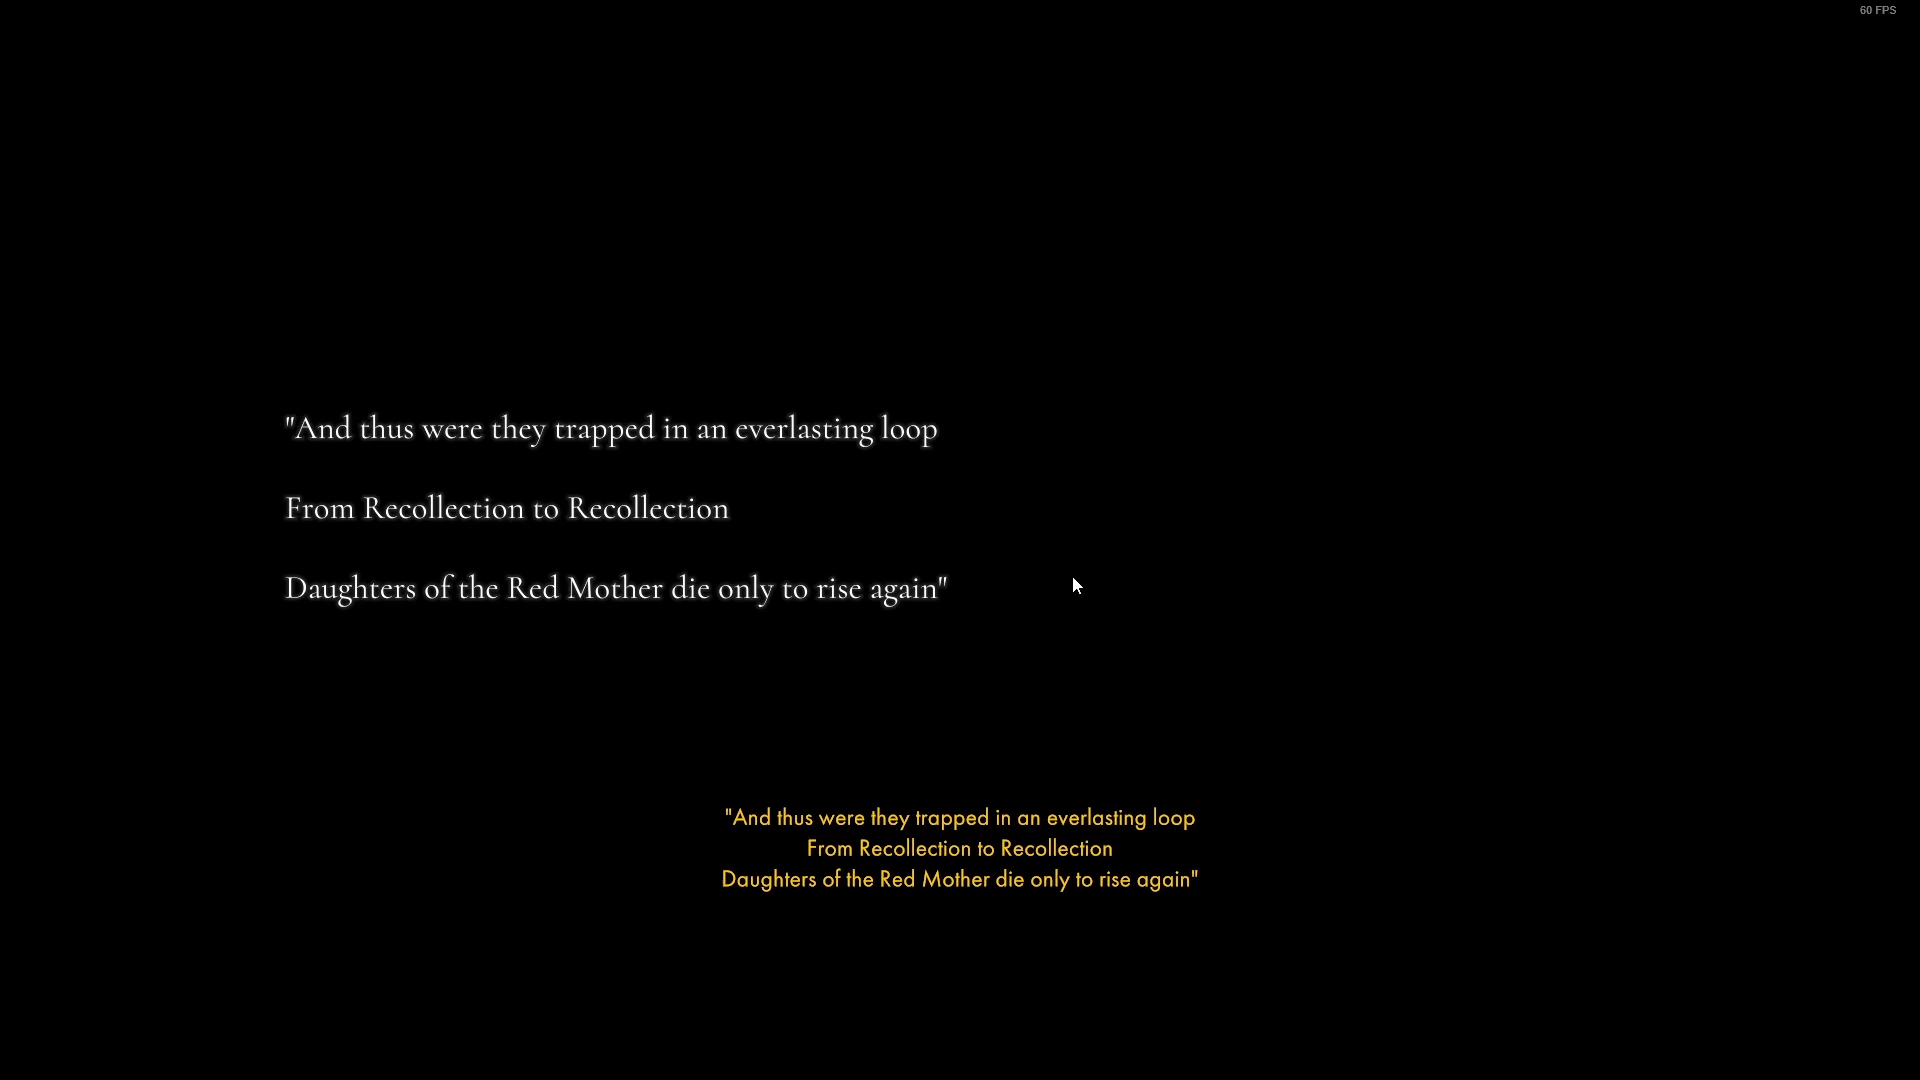 60 FPS
"And thus were they trapped in an everlasting loop
From Recollection to Recollection
Daughters of the Red Mother die only to rise again"
"And thus were they trapped in an everlasting loop
From Recollection to Recollection
Daughters of the Red Mother die only to rise again"